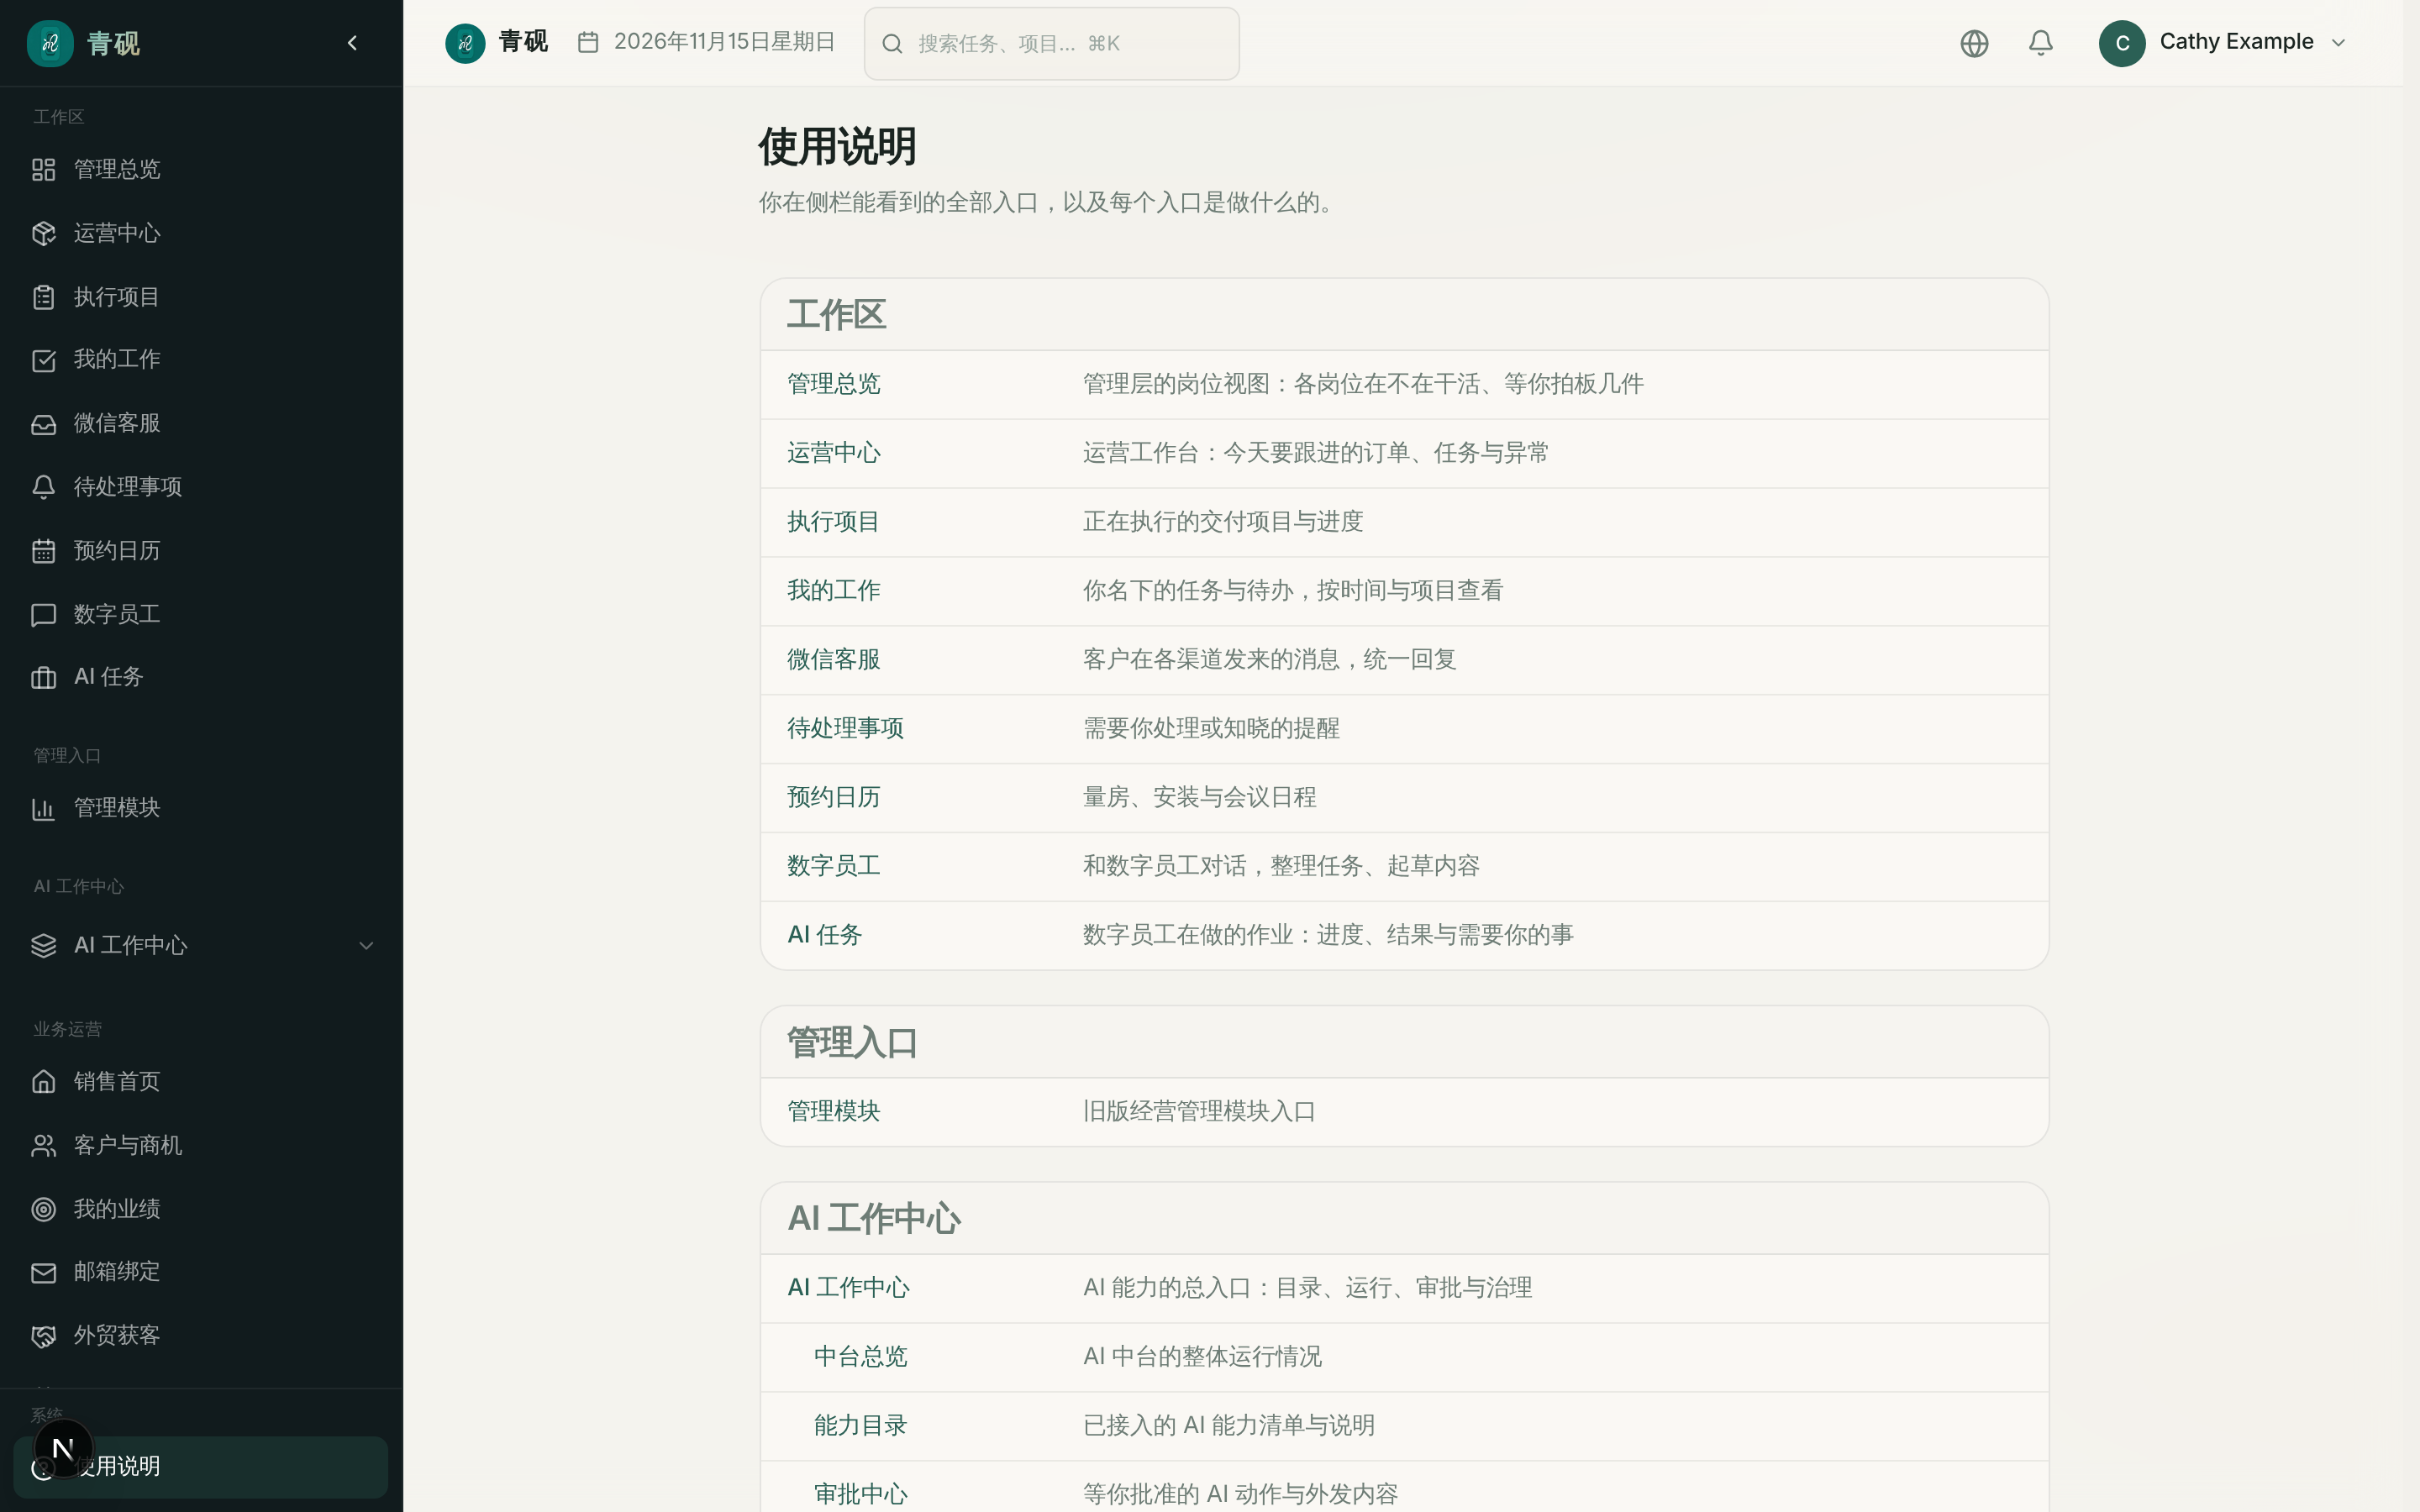 青砚
工作区
管理总览
运营中心
执行项目
我的工作
微信客服
待处理事项
预约日历
数字员工
AI 任务
管理入口
管理模块
AI 工作中心
AI 工作中心
业务运营
销售首页
客户与商机
我的业绩
邮箱绑定
外贸获客
系统
N
使用说明
青砚 2026年11月15日星期日 搜索任务、项目... ⌘K C Cathy Example
使用说明
你在侧栏能看到的全部入口，以及每个入口是做什么的。
工作区
管理总览 管理层的岗位视图：各岗位在不在干活、等你拍板几件
运营中心 运营工作台：今天要跟进的订单、任务与异常
执行项目 正在执行的交付项目与进度
我的工作 你名下的任务与待办，按时间与项目查看
微信客服 客户在各渠道发来的消息，统一回复
待处理事项 需要你处理或知晓的提醒
预约日历 量房、安装与会议日程
数字员工 和数字员工对话，整理任务、起草内容
AI 任务 数字员工在做的作业：进度、结果与需要你的事
管理入口
管理模块 旧版经营管理模块入口
AI 工作中心
AI 工作中心 AI 能力的总入口：目录、运行、审批与治理
中台总览 AI 中台的整体运行情况
能力目录 已接入的 AI 能力清单与说明
审批中心 等你批准的 AI 动作与外发内容